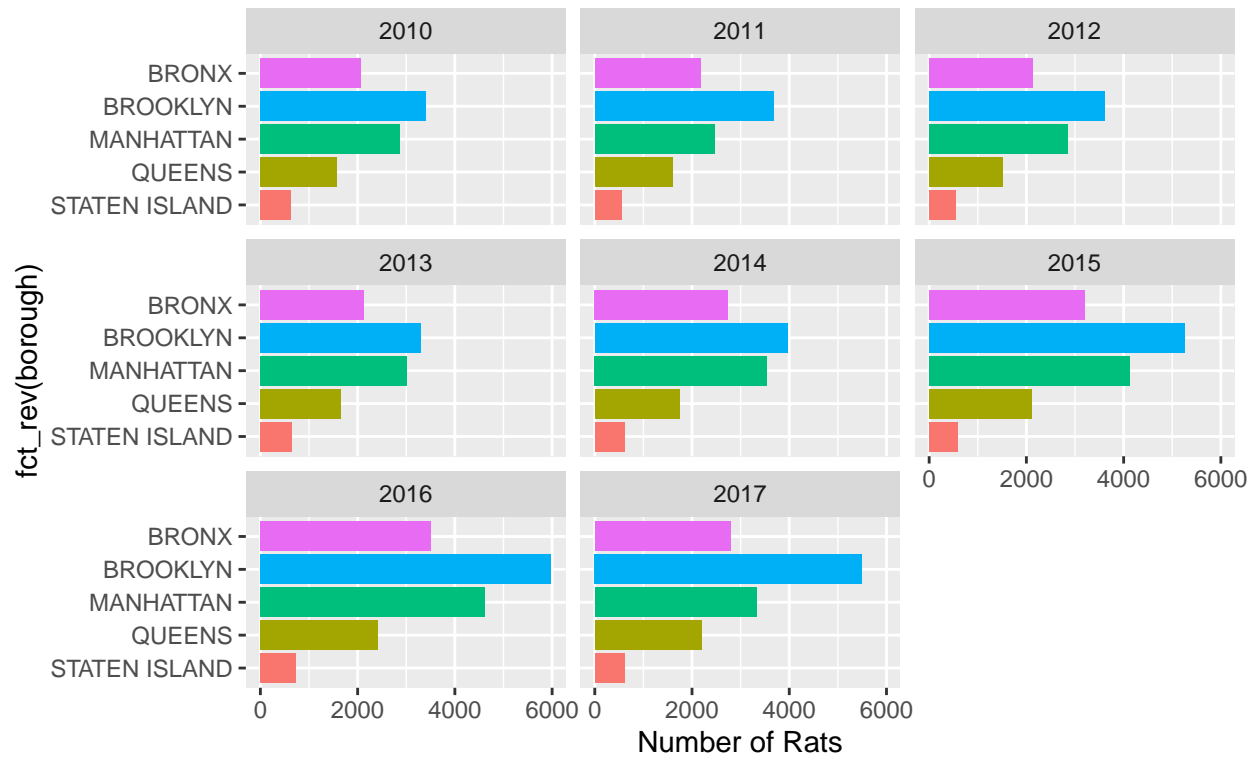 2010 2011 2012
BRONX
BROOKLYN
MANHATTAN
QUEENS
STATEN ISLAND
2013 2014 2015
BRONX
BROOKLYN
MANHATTAN
QUEENS
STATEN ISLAND
0 2000 4000 6000
2016 2017
BRONX
BROOKLYN
MANHATTAN
QUEENS
STATEN ISLAND
0 2000 4000 6000 0 2000 4000 6000
Number of Rats
fct_rev(borough)